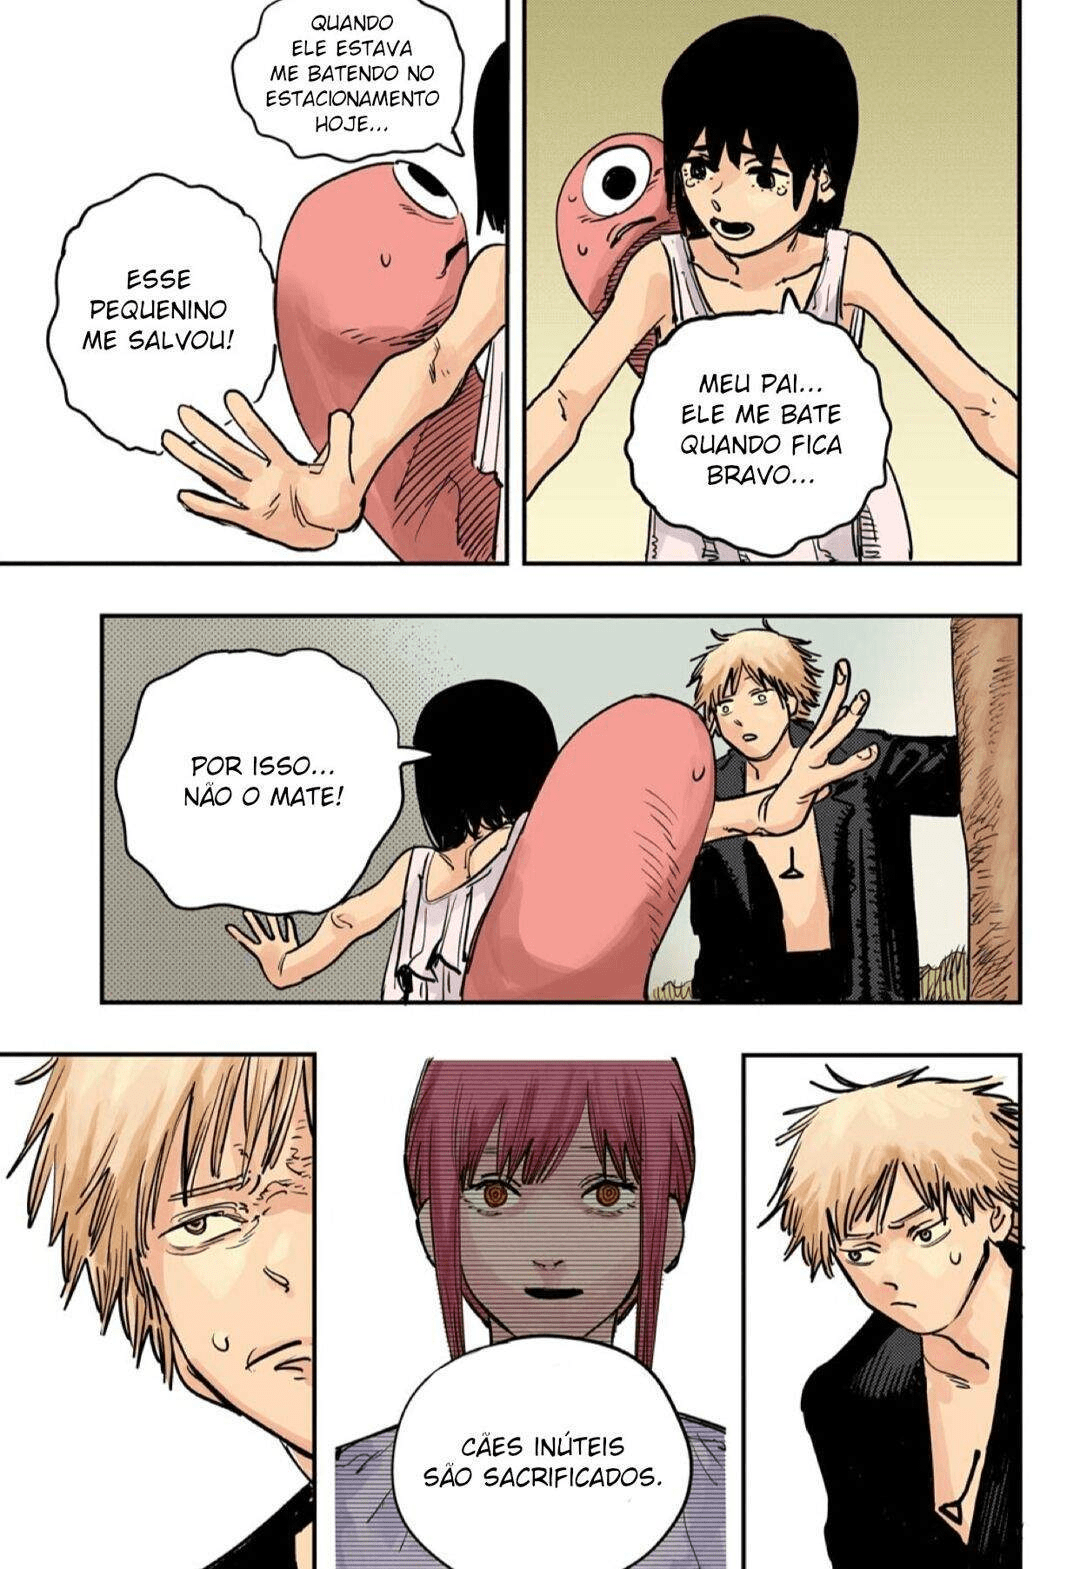 MEU PAI...
ELE ME BATE
QUANDO FICA
BRAVO...
QUANDO
ELE ESTAVA
ME BATENDO NO
ESTACIONAMENTO
HOJE...
ESSE
PEQUENINO
ME SALVOU!
POR ISSO...
NÃO O MATE!
CÃES INÚTEIS
SÃO SACRIFICADOS.